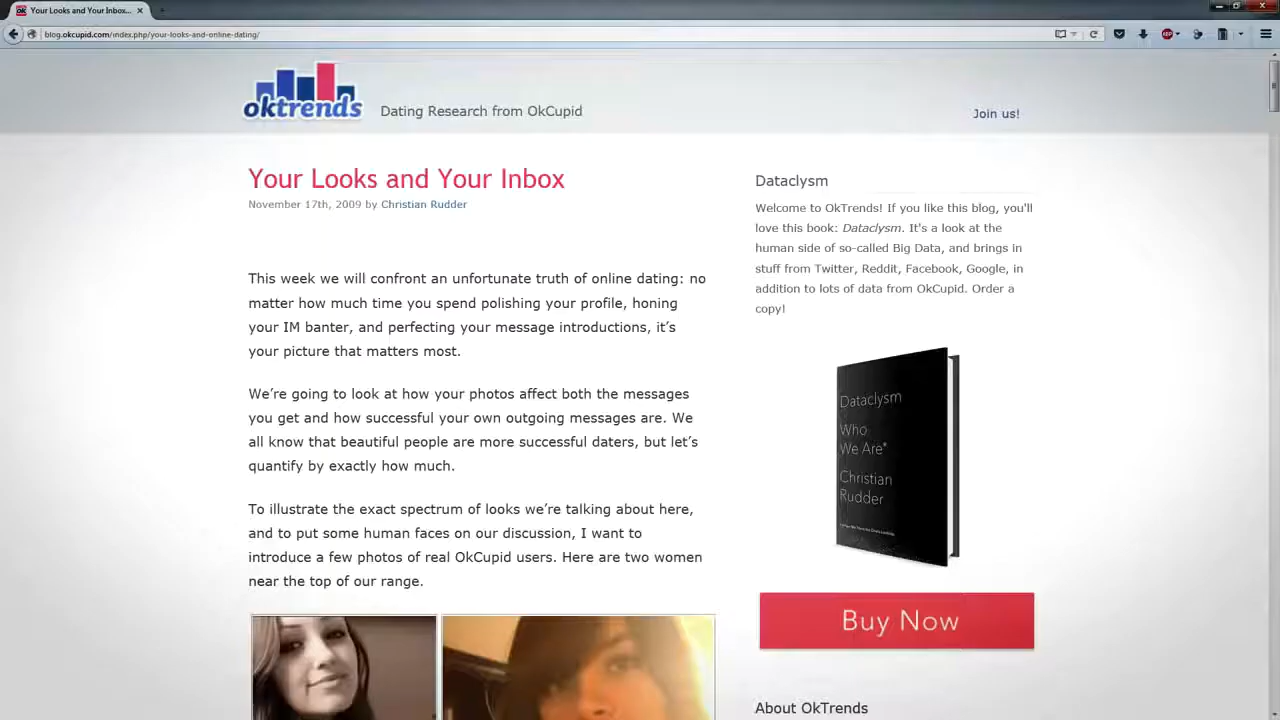 Your Looks and Your Inbox...
blog.okcupid.com/index.php/your-looks-and-online-dating/
oktrends
Dating Research from OkCupid
Join us!
Your Looks and Your Inbox
November 17th, 2009 by Christian Rudder
This week we will confront an unfortunate truth of online dating: no
matter how much time you spend polishing your profile, honing
your IM banter, and perfecting your message introductions, it's
your picture that matters most.
We're going to look at how your photos affect both the messages
you get and how successful your own outgoing messages are. We
all know that beautiful people are more successful daters, but let's
quantify by exactly how much.
To illustrate the exact spectrum of looks we're talking about here,
and to put some human faces on our discussion, I want to
introduce a few photos of real OkCupid users. Here are two women
near the top of our range.
Dataclysm
Welcome to OkTrends! If you like this blog, you'll
love this book: Dataclysm. It's a look at the
human side of so-called Big Data, and brings in
stuff from Twitter, Reddit, Facebook, Google, in
addition to lots of data from OkCupid. Order a
copy!
Dataclysm
Who
We Are*
Christian
Rudder
Buy Now
About OkTrends